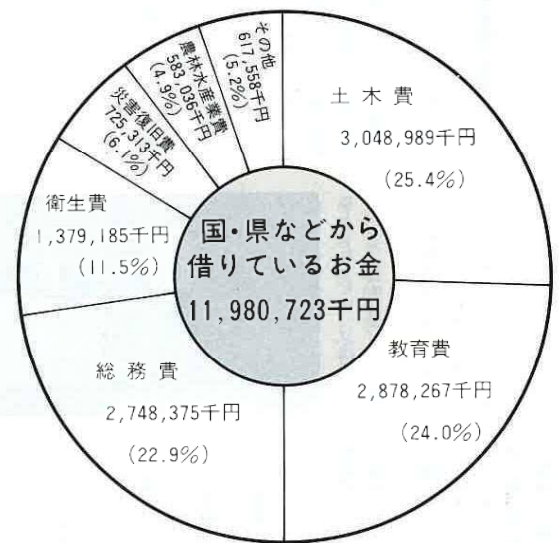 国・県などから
借りているお金
11,980,723千円
土木費
3,048,989千円
(25.4%)
教育費
2,878,267千円
(24.0%)
総務費
2,748,375千円
(22.9%)
衛生費
1,379,185千円
(11.5%)
災害復旧費
725,313千円
(6.1%)
農林水産業費
583,036千円
(4.9%)
その他
617,558千円
(5.2%)